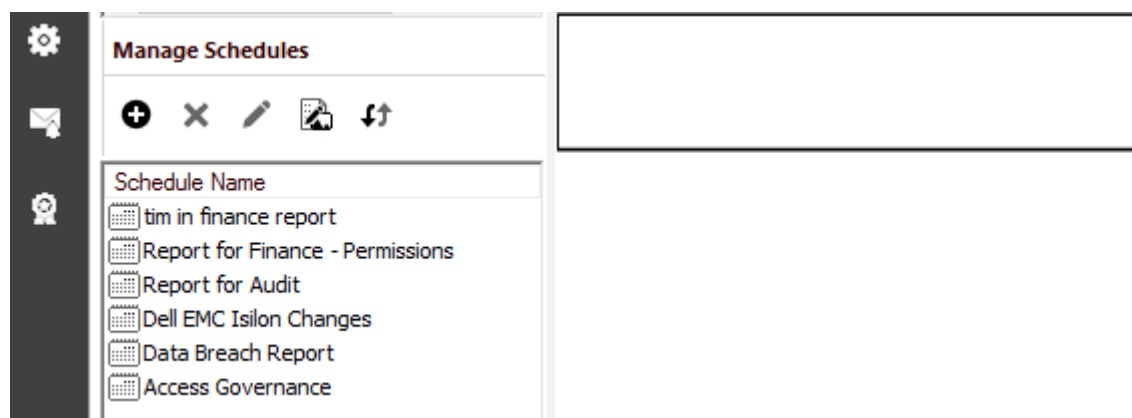 Manage Schedules
Schedule Name
tim in finance report
Report for Finance - Permissions
Report for Audit
Dell EMC Isilon Changes
Data Breach Report
Access Governance